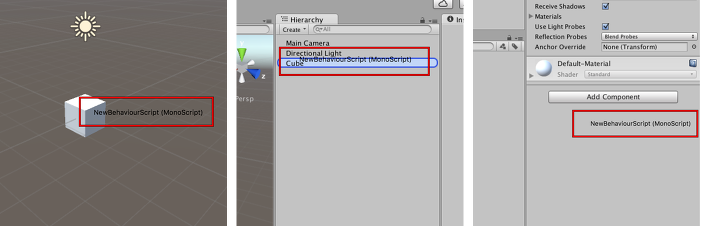 NewBehaviourScript (MonoScript)
Persp
z
Hierarchy
Create
All
Main Camera
Directional Light
NewBehaviourScript (MonoScript)
Cube
Ins
Receive Shadows
Materials
Use Light Probes
Reflection Probes Blend Probes
Anchor Override None (Transform)
Default-Material
Shader Standard
Add Component
NewBehaviourScript (MonoScript)